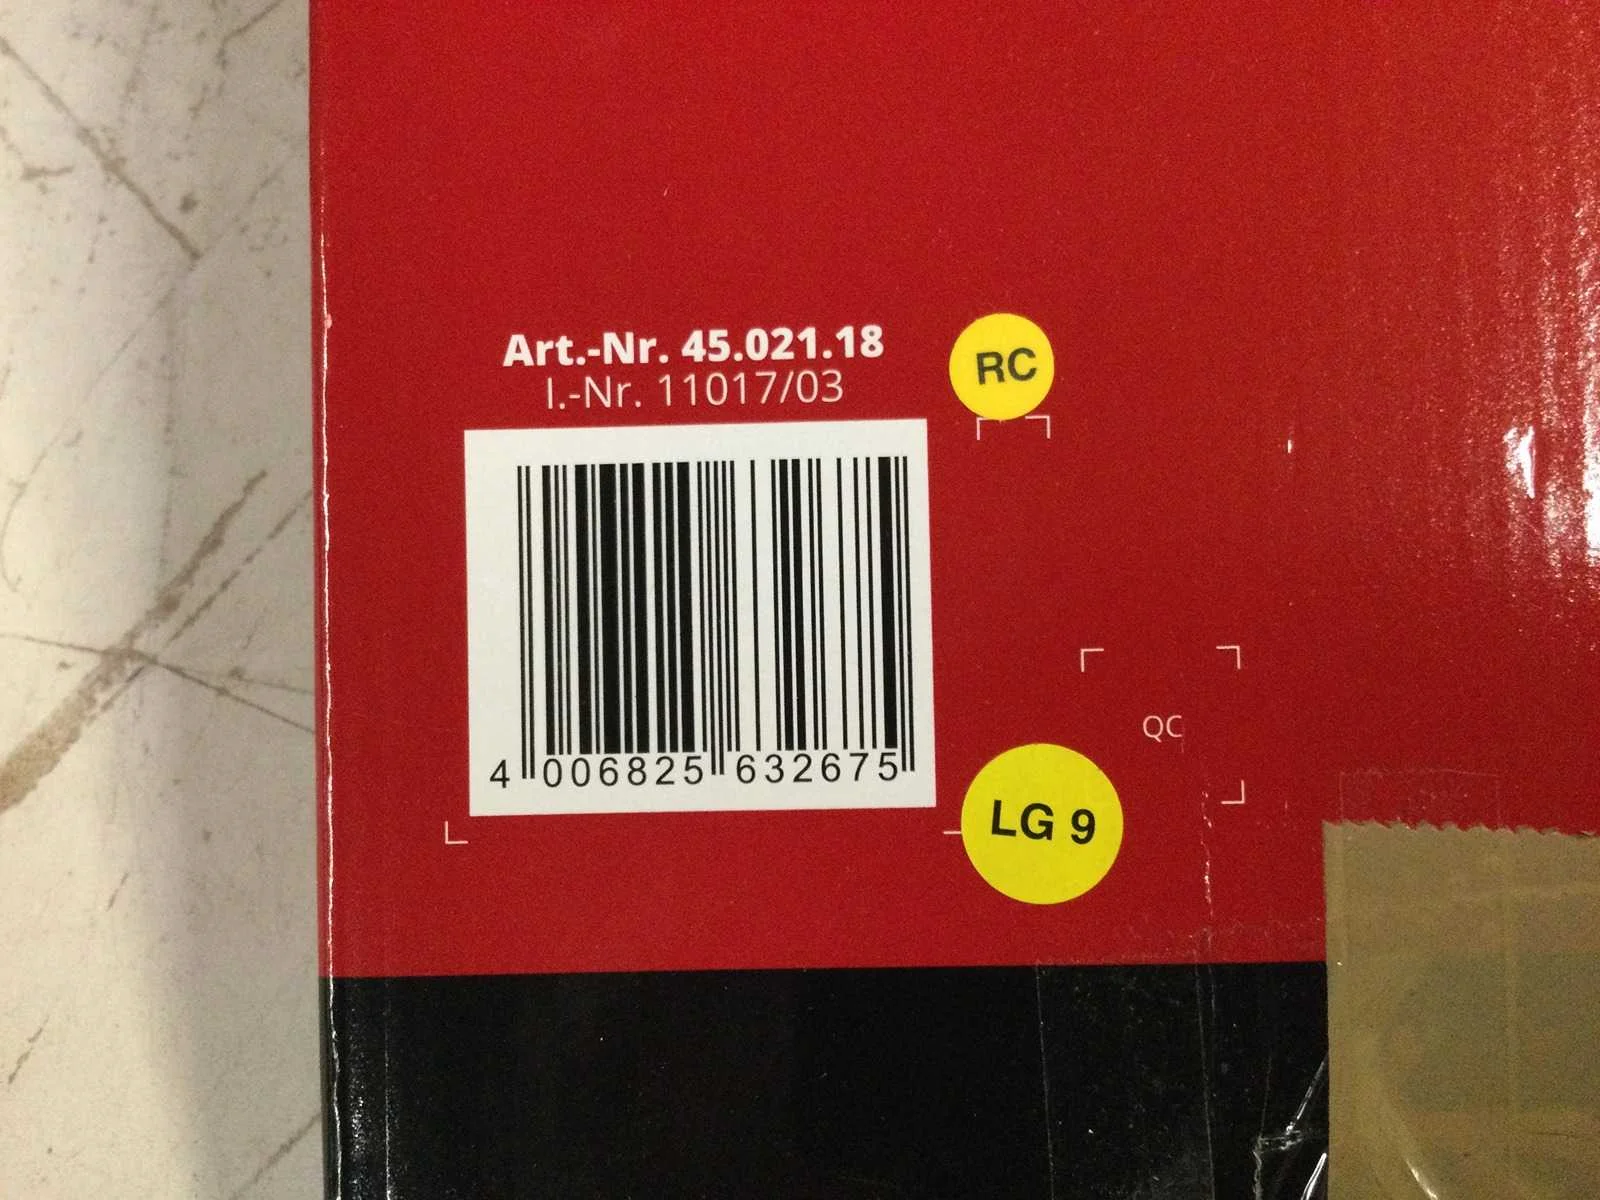 Art.-Nr. 45.021.18
I.-Nr. 11017/03
RC
4 006825 632675
QC
LG 9